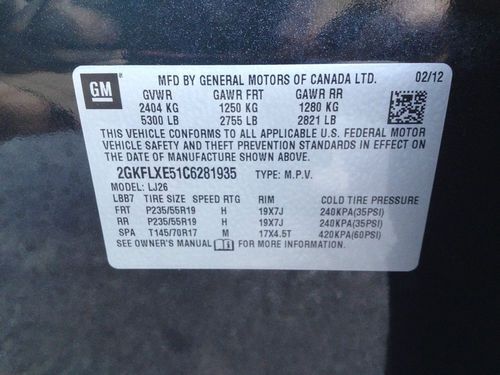 GM MFD BY GENERAL MOTORS OF CANADA LTD. 02/12
GVWR GAWR FRT GAWR RR
2404 KG 1250 KG 1280 KG
5300 LB 2755 LB 2821 LB
THIS VEHICLE CONFORMS TO ALL APPLICABLE U.S. FEDERAL MOTOR
VEHICLE SAFETY AND THEFT PREVENTION STANDARDS IN EFFECT ON
THE DATE OF MANUFACTURE SHOWN ABOVE.
2GKFLXE51C6281935 TYPE: M.P.V.
MODEL: LJ26
LBB7 TIRE SIZE SPEED RTG RIM COLD TIRE PRESSURE
FRT P235/55R19 H 19X7J 240KPA(35PSI)
RR P235/55R19 H 19X7J 240KPA(35PSI)
SPA T145/70R17 M 17X4.5T 420KPA(60PSI)
SEE OWNER'S MANUAL FOR MORE INFORMATION.